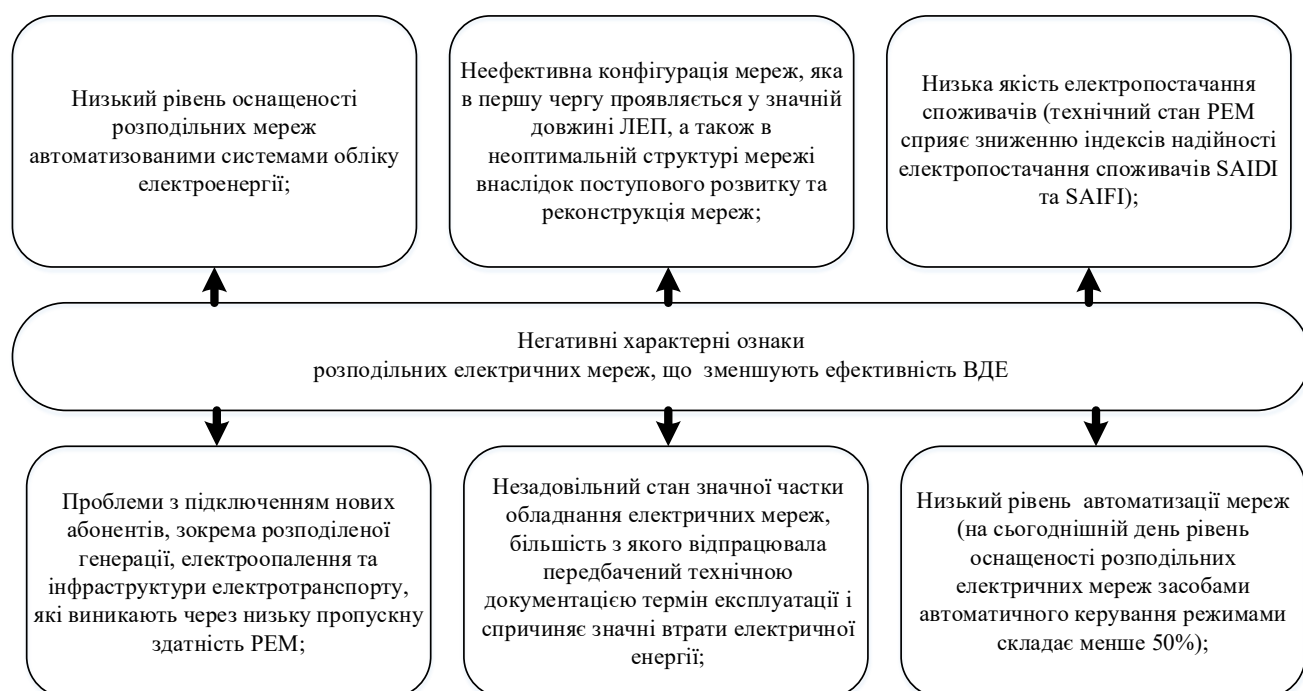 Низький рівень оснащеності
розподільних мереж
автоматизованими системами обліку
електроенергії;
Неефективна конфігурація мереж, яка
в першу чергу проявляється у значній
довжині ЛЕП, а також в
неоптимальній структурі мережі
внаслідок поступового розвитку та
реконструкція мереж;
Низька якість електропостачання
споживачів (технічний стан РЕМ
сприяє зниженню індексів надійності
електропостачання споживачів SAIDI
та SAIFI);
Негативні характерні ознаки
розподільних електричних мереж, що зменшують ефективність ВДЕ
Проблеми з підключенням нових
абонентів, зокрема розподіленої
генерації, електроопалення та
інфраструктури електротранспорту,
які виникають через низьку пропускну
здатність РЕМ;
Незадовільний стан значної частки
обладнання електричних мереж,
більшість з якого відпрацювала
передбачений технічною
документацією термін експлуатації і
спричиняє значні втрати електричної
енергії;
Низький рівень автоматизації мереж
(на сьогоднішній день рівень
оснащеності розподільних
електричних мереж засобами
автоматичного керування режимами
складає менше 50%);